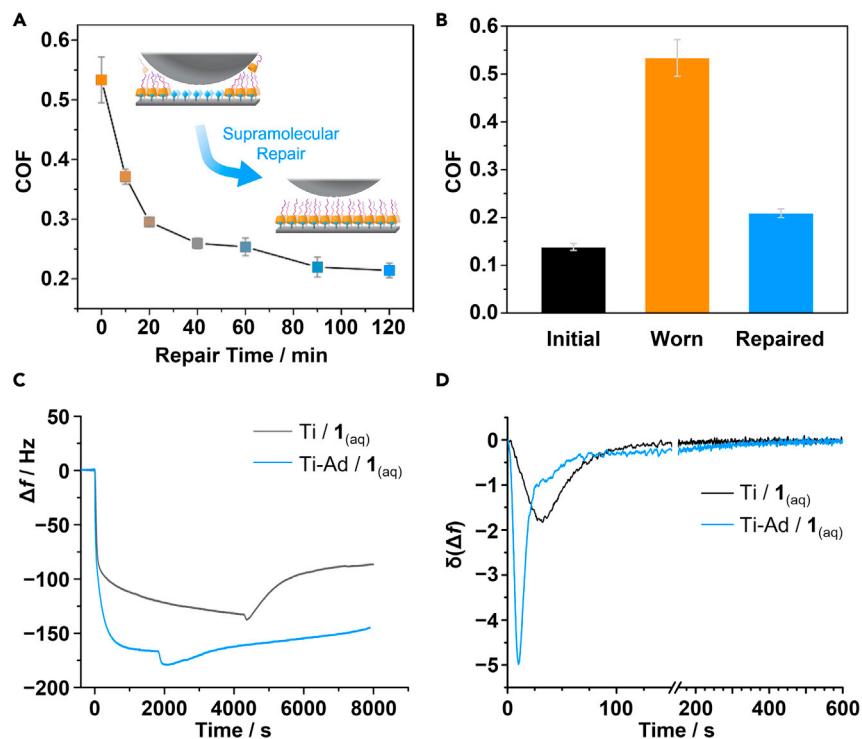 A
0.6
0.5
0.4
0.3
0.2
COF
0 20 40 60 80 100 120
Repair Time / min
Supramolecular
Repair
B
0.6
0.5
0.4
0.3
0.2
0.1
0.0
COF
Initial Worn Repaired
C
50
0
−50
−100
−150
−200
Δf / Hz
0 2000 4000 6000 8000
Time / s
Ti / 1(aq)
Ti-Ad / 1(aq)
D
0
−1
−2
−3
−4
−5
δ(Δf)
0 50 100 200 300 400 500 600
Time / s
Ti / 1(aq)
Ti-Ad / 1(aq)